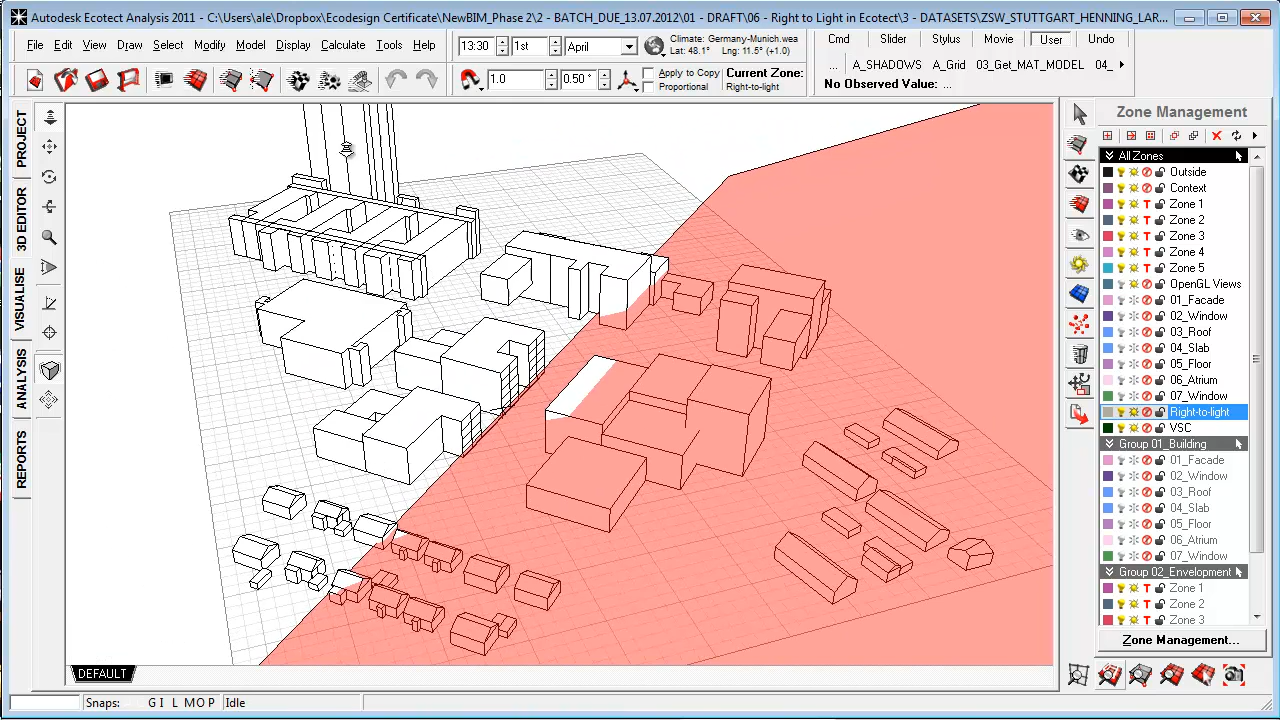 Autodesk Ecotect Analysis 2011 - C:\Users\ale\Dropbox\Ecodesign Certificate\NewBIM_Phase 2\2 - BATCH_DUE_13.07.2012\01 - DRAFT\06 - Right to Light in Ecotect\3 - DATASETS\ZSW_STUTTGART_HENNING_LAR...
File Edit View Draw Select Modify Model Display Calculate Tools Help
13:30 1st April
Climate: Germany-Munich.wea
Lat: 48.1° Lng: 11.5° (+1.0)
Cmd Slider Stylus Movie User Undo
... A_SHADOWS A_Grid 03_Get_MAT_MODEL 04_
1.0 0.50 °
Apply to Copy
Proportional
Current Zone:
Right-to-light
No Observed Value: ...
PROJECT
3D EDITOR
VISUALISE
ANALYSIS
REPORTS
Zone Management
All Zones
Outside
Context
T Zone 1
T Zone 2
T Zone 3
T Zone 4
T Zone 5
OpenGL Views
01_Facade
02_Window
03_Roof
04_Slab
05_Floor
06_Atrium
07_Window
Right-to-light
VSC
Group 01_Building
01_Facade
02_Window
03_Roof
04_Slab
05_Floor
06_Atrium
07_Window
Group 02_Envelopment
T Zone 1
T Zone 2
T Zone 3
Zone Management...
DEFAULT
Snaps: G I L M O P Idle